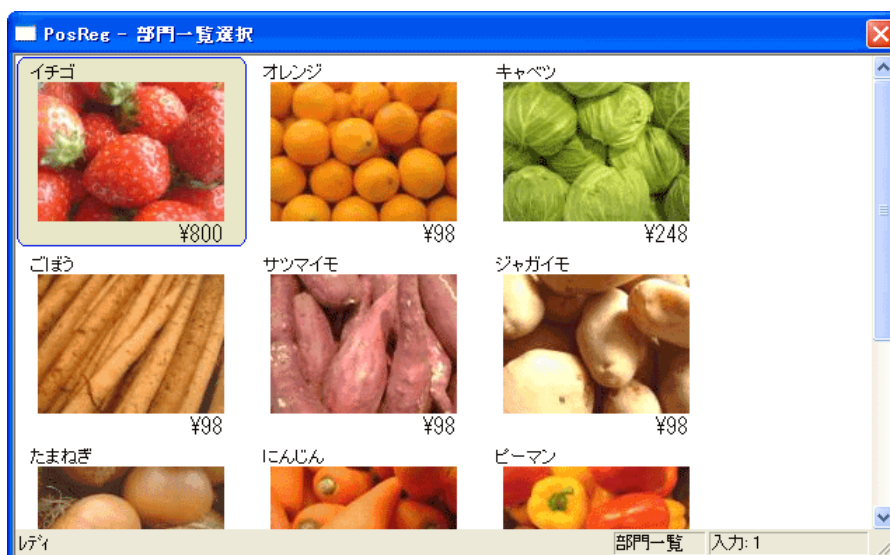 PosReg - 部門一覧選択
イチゴ オレンジ キャベツ
¥800 ¥98 ¥248
ごぼう サツマイモ ジャガイモ
¥98 ¥98 ¥98
たまねぎ にんじん ピーマン
ﾚﾃﾞｨ 部門一覧 入力: 1